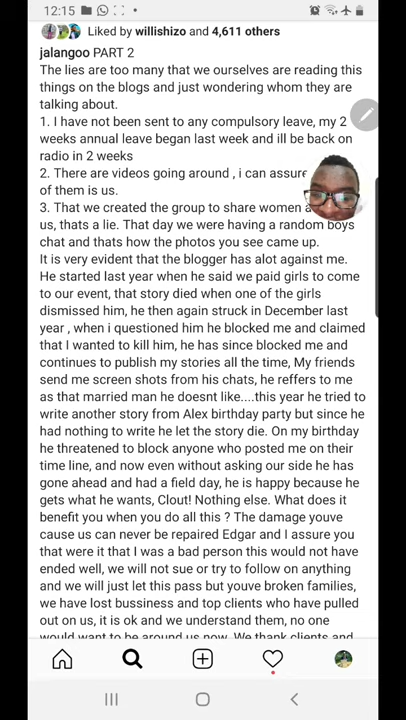 12:15
Liked by willishizo and 4,611 others
jalangoo PART 2
The lies are too many that we ourselves are reading this
things on the blogs and just wondering whom they are
talking about.
1. I have not been sent to any compulsory leave, my 2
weeks annual leave began last week and ill be back on
radio in 2 weeks
2. There are videos going around , i can assure
of them is us.
3. That we created the group to share women a
us, thats a lie. That day we were having a random boys
chat and thats how the photos you see came up.
It is very evident that the blogger has alot against me.
He started last year when he said we paid girls to come
to our event, that story died when one of the girls
dismissed him, he then again struck in December last
year , when i questioned him he blocked me and claimed
that I wanted to kill him, he has since blocked me and
continues to publish my stories all the time, My friends
send me screen shots from his chats, he reffers to me
as that married man he doesnt like....this year he tried to
write another story from Alex birthday party but since he
had nothing to write he let the story die. On my birthday
he threatened to block anyone who posted me on their
time line, and now even without asking our side he has
gone ahead and had a field day, he is happy because he
gets what he wants, Clout! Nothing else. What does it
benefit you when you do all this ? The damage youve
cause us can never be repaired Edgar and I assure you
that were it that I was a bad person this would not have
ended well, we will not sue or try to follow on anything
and we will just let this pass but youve broken families,
we have lost bussiness and top clients who have pulled
out on us, it is ok and we understand them, no one
would want to be around us now. We thank clients and